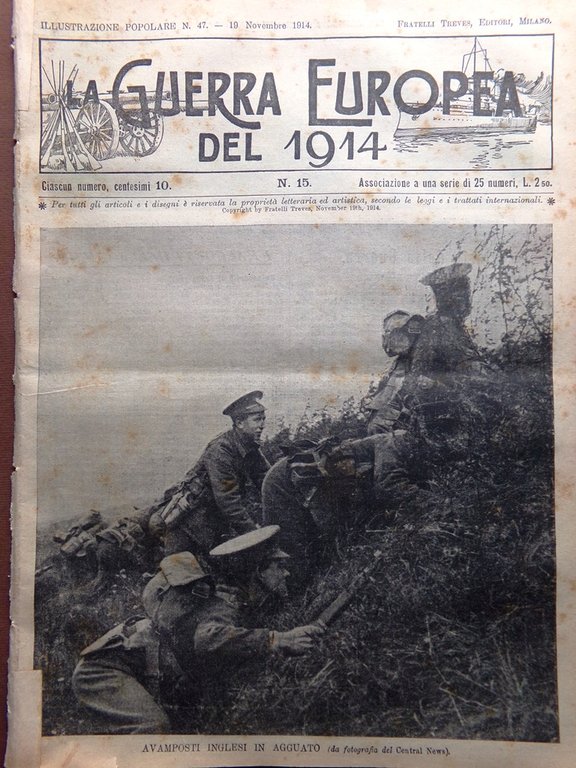 ILLUSTRAZIONE POPOLARE N. 47. - 19 Novembre 1914. FRATELLI TREVES, EDITORI, MILANO.
LA GUERRA EUROPEA
DEL 1914
Ciascun numero, centesimi 10. N. 15. Associazione a una serie di 25 numeri, L. 2 50.
* Per tutti gli articoli e i disegni è riservata la proprietà letteraria ed artistica, secondo le leggi e i trattati internazionali. *
Copyright by Fratelli Treves, November 19th, 1914.
AVAMPOSTI INGLESI IN AGGUATO (da fotografia del Central News).